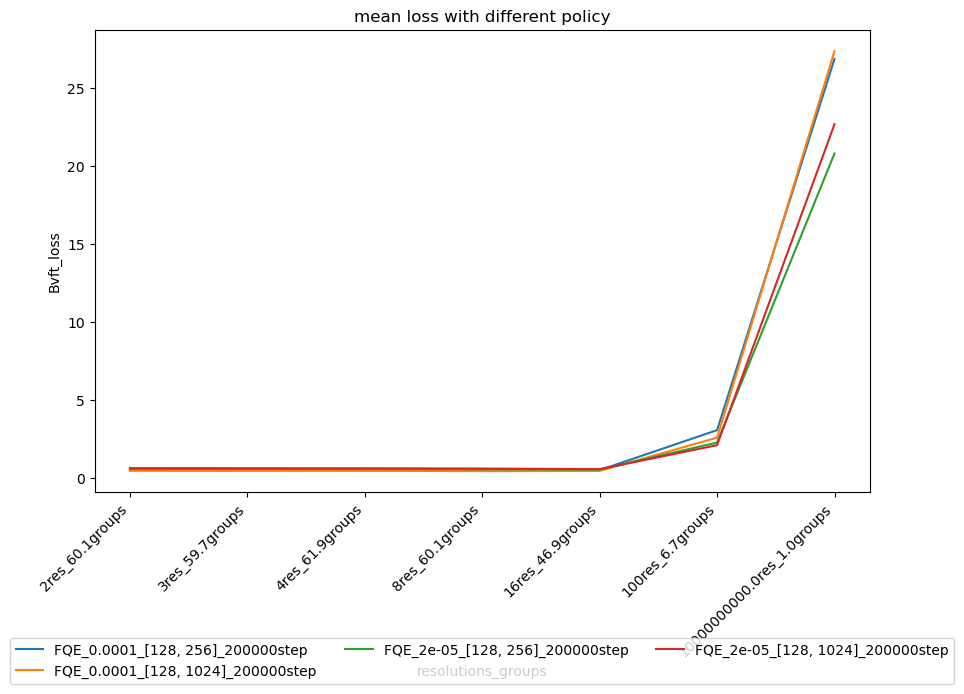 mean loss with different policy
Bvft_loss
25
20
15
10
5
0
2res_60.1groups
3res_59.7groups
4res_61.9groups
8res_60.1groups
16res_46.9groups
100res_6.7groups
FQE_0.0001_[128, 256]_200000step
FQE_0.0001_[128, 1024]_200000step
FQE_2e-05_[128, 256]_200000step
FQE_2e-05_[128, 1024]_200000step
resolutions_groups